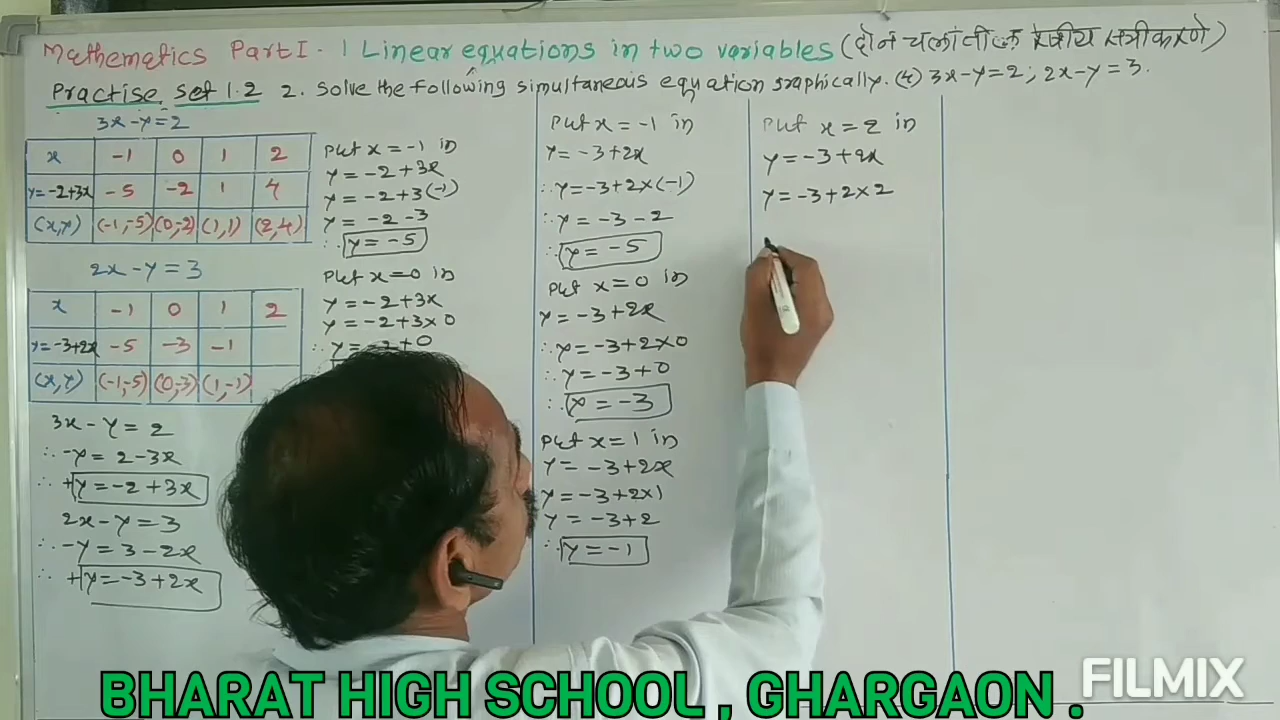 Mathematics Part I - 1 Linear equations in two variables (दोन चलांतील रेषीय समीकरणे)
Practise Set 1.2 2. Solve the following simultaneous equation graphically. (4) 3x-y=2; 2x-y=3.
3x-y=2
x -1 0 1 2
y=-2+3x -5 -2 1 4
(x,y) (-1,-5) (0,-2) (1,1) (2,4)
2x-y=3
x -1 0 1 2
y=-3+2x -5 -3 -1
(x,y) (-1,-5) (0,-3) (1,-1)
3x-y=2
∴ -y=2-3x
∴ +y=-2+3x
2x-y=3
∴ -y=3-2x
∴ +y=-3+2x
Put x=-1 in
y=-2+3x
y=-2+3(-1)
y=-2-3
∴ y=-5
Put x=0 in
y=-2+3x
y=-2+3×0
∴ y=-2+0
Put x=-1 in
y=-3+2x
∴ y=-3+2×(-1)
∴ y=-3-2
∴ y=-5
Put x=0 in
y=-3+2x
∴ y=-3+2×0
∴ y=-3+0
∴ y=-3
Put x=1 in
y=-3+2x
y=-3+2×1
y=-3+2
∴ y=-1
Put x=2 in
y=-3+2x
y=-3+2×2
BHARAT HIGH SCHOOL, GHARGAON.
FILMIX